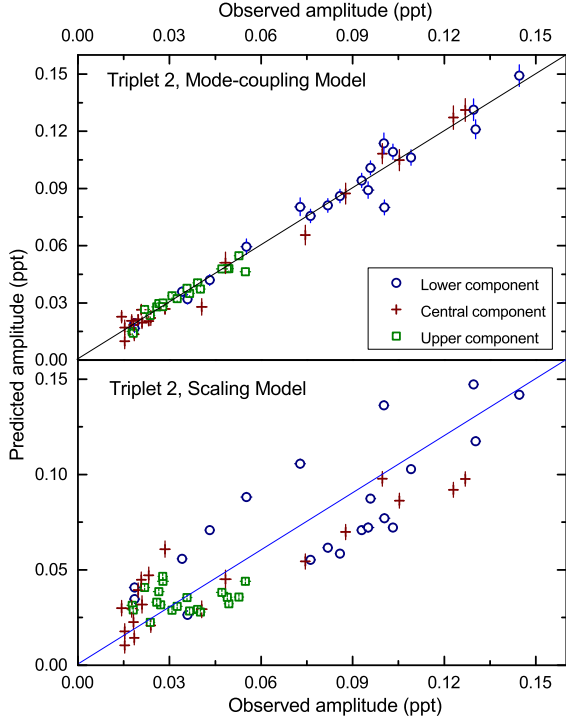 Observed amplitude (ppt)
0.00 0.03 0.06 0.09 0.12 0.15
Triplet 2, Mode-coupling Model
0.15
0.12
0.09
0.06
0.03
0.00
Lower component
Central component
Upper component
Predicted amplitude (ppt)
Triplet 2, Scaling Model
0.15
0.10
0.05
0.00
0.00 0.03 0.06 0.09 0.12 0.15
Observed amplitude (ppt)